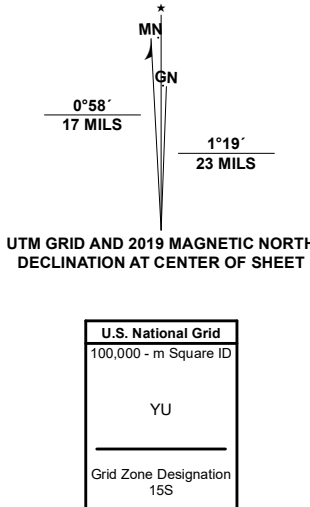 MN
GN
0°58´
17 MILS
1°19´
23 MILS
UTM GRID AND 2019 MAGNETIC NORTH
DECLINATION AT CENTER OF SHEET
U.S. National Grid
100,000 - m Square ID
YU
Grid Zone Designation
15S